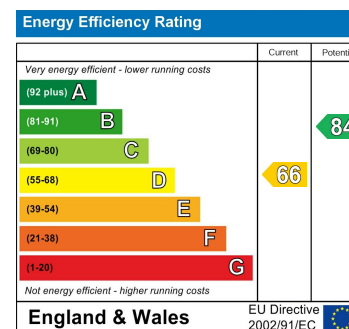 Energy Efficiency Rating
Current Potenti
Very energy efficient - lower running costs
(92 plus) A
(81-91) B
84
(69-80) C
(55-68) D
66
(39-54) E
(21-38) F
(1-20) G
Not energy efficient - higher running costs
England & Wales
EU Directive
2002/91/EC